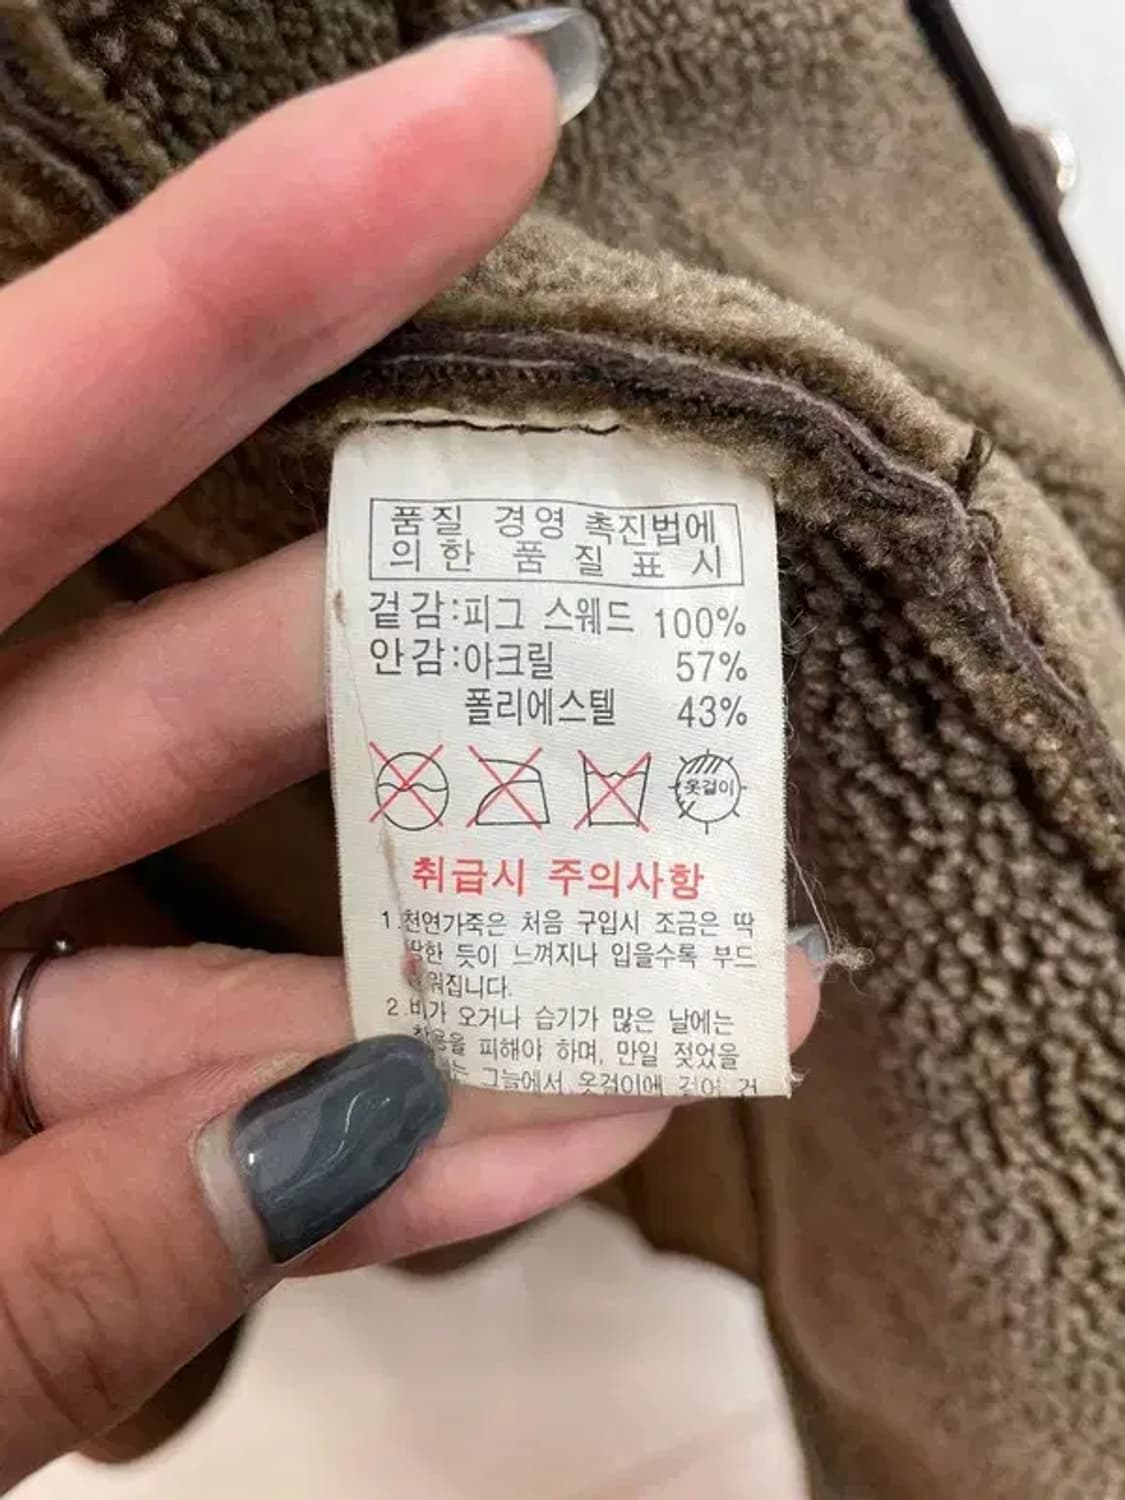 품질 경영 촉진법에
의한 품질표시
겉감:피그 스웨드 100%
안감:아크릴 57%
폴리에스텔 43%
옷걸이
취급시 주의사항
1.천연가죽은 처음 구입시 조금은 딱
딱한 듯이 느껴지나 입을수록 부드
워집니다.
2.비가 오거나 습기가 많은 날에는
착용을 피해야 하며, 만일 젖었을
는 그늘에서 옷걸이에 걸어 건